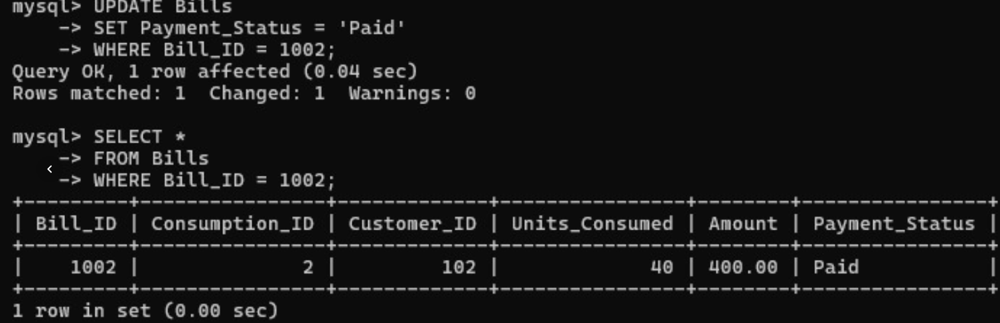 mysql> UPDATE Bills
    -> SET Payment_Status = 'Paid'
    -> WHERE Bill_ID = 1002;
Query OK, 1 row affected (0.04 sec)
Rows matched: 1  Changed: 1  Warnings: 0

mysql> SELECT *
    -> FROM Bills
    -> WHERE Bill_ID = 1002;
+---------+----------------+-------------+----------------+--------+----------------+
| Bill_ID | Consumption_ID | Customer_ID | Units_Consumed | Amount | Payment_Status |
+---------+----------------+-------------+----------------+--------+----------------+
|    1002 |              2 |         102 |             40 | 400.00 | Paid           |
+---------+----------------+-------------+----------------+--------+----------------+
1 row in set (0.00 sec)